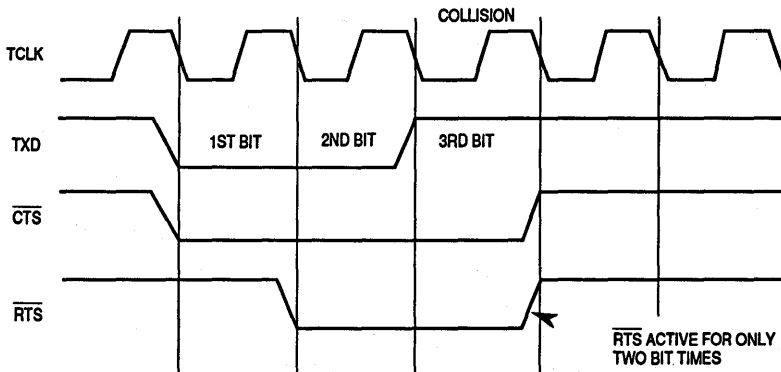 COLLISION
TCLK
TXD
1ST BIT
2ND BIT
3RD BIT
CTS
RTS
RTS ACTIVE FOR ONLY
TWO BIT TIMES